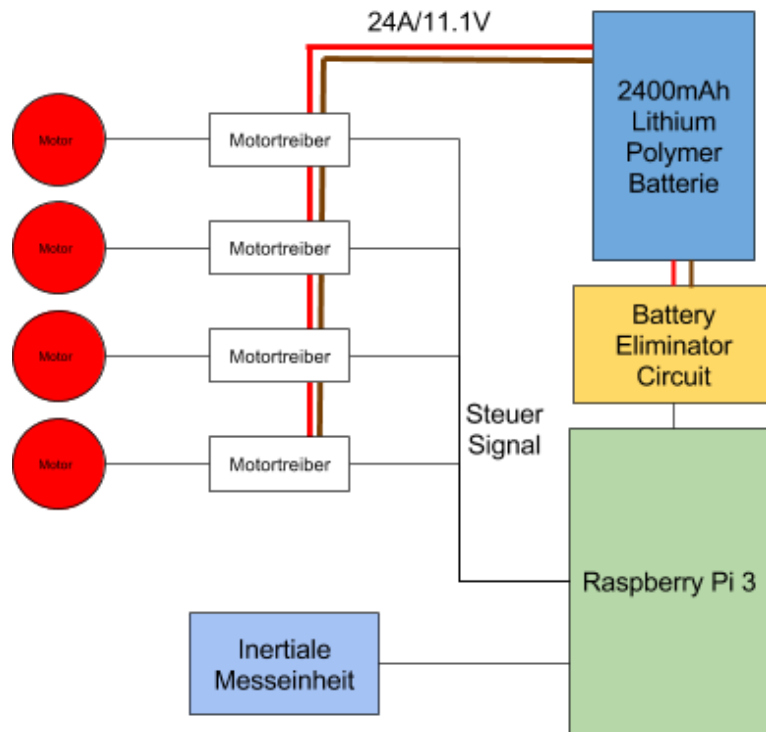 24A/11.1V
2400mAh
Lithium
Polymer
Batterie
Motor
Motortreiber
Motor
Motortreiber
Battery
Eliminator
Circuit
Motor
Motortreiber
Steuer
Signal
Motor
Motortreiber
Raspberry Pi 3
Inertiale
Messeinheit